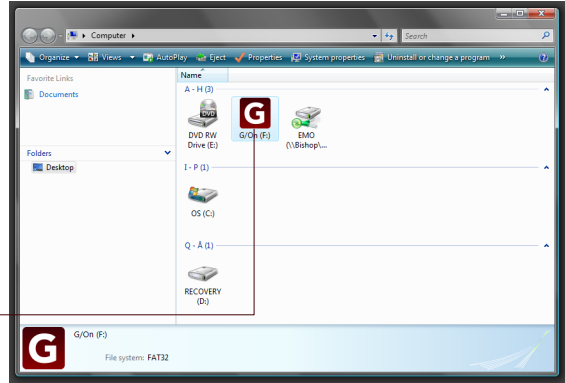 Computer
Search
Organize Views AutoPlay Eject Properties System properties Uninstall or change a program »
Favorite Links
Documents
Folders
Desktop
Name
A - H (3)
DVD RW
Drive (E:)
G
G/On (F:)
EMO
(\\Bishop\...
I - P (1)
OS (C:)
Q - Å (1)
RECOVERY
(D:)
G
G/On (F:)
File system: FAT32